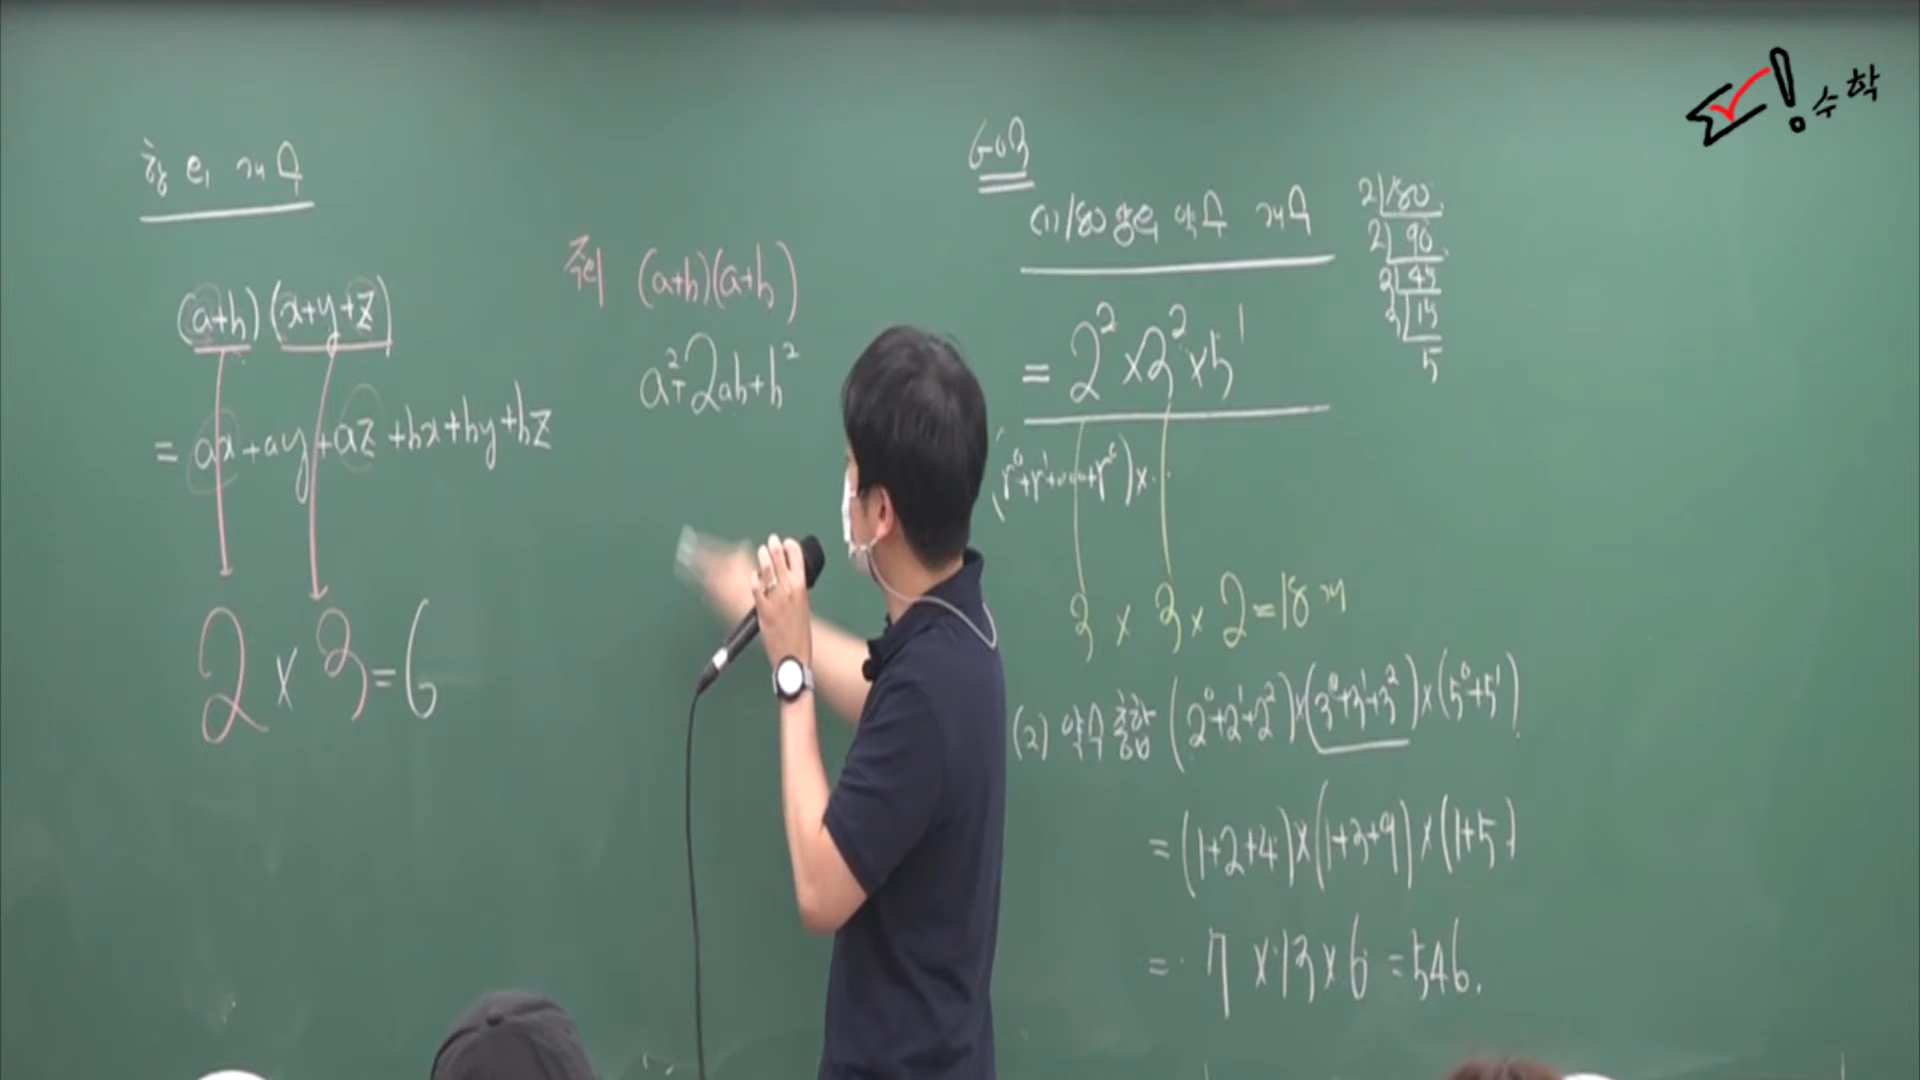 항의 개수
(a+b)(x+y+z)
= ax+ay+az+bx+by+bz
2×3=6
주의 (a+b)(a+b)
a²+2ab+b²
603
(1) 180 양의 약수 개수
= 2²×3²×5¹
3×3×2=18개
2 180
2 90
3 45
3 15
5
(2) 약수 총합 (2⁰+2¹+2²)×(3⁰+3¹+3²)×(5⁰+5¹)
=(1+2+4)×(1+3+9)×(1+5)
= 7×13×6=546.
수학